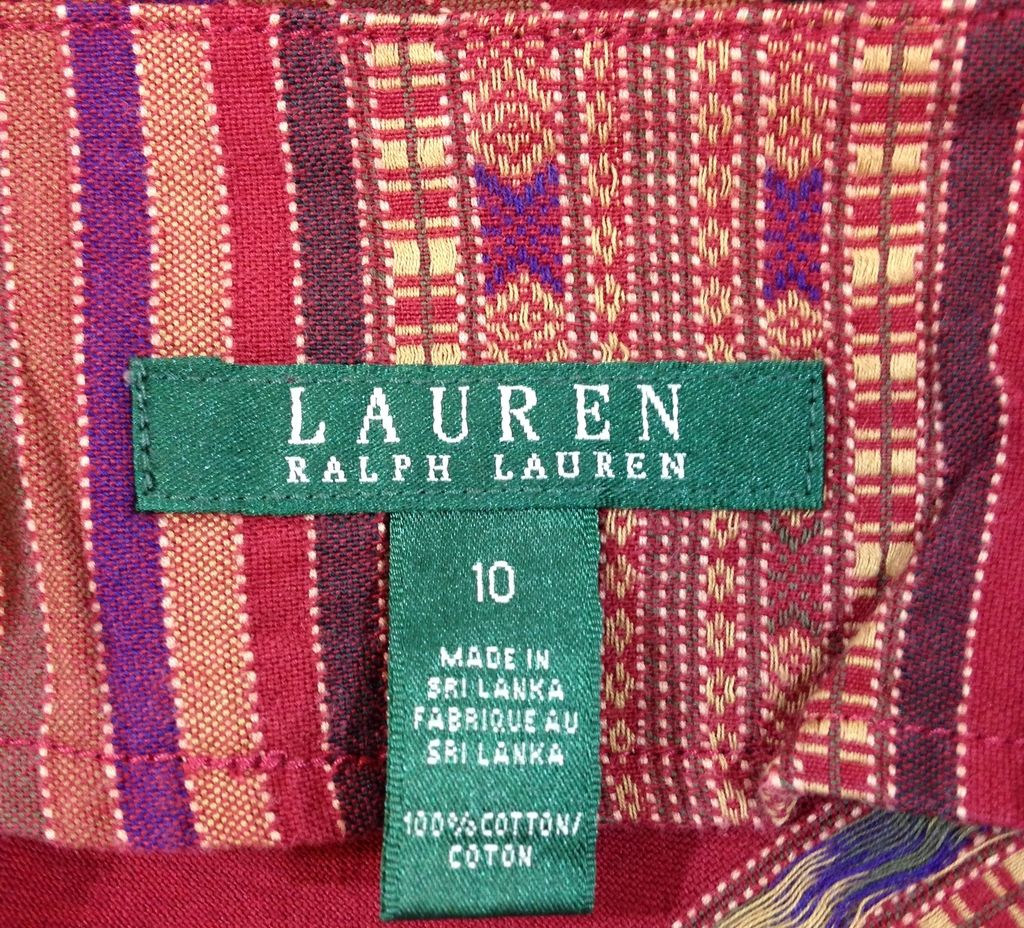 LAUREN
RALPH LAUREN
10
MADE IN
SRI LANKA
FABRIQUE AU
SRI LANKA
100% COTTON/
COTON